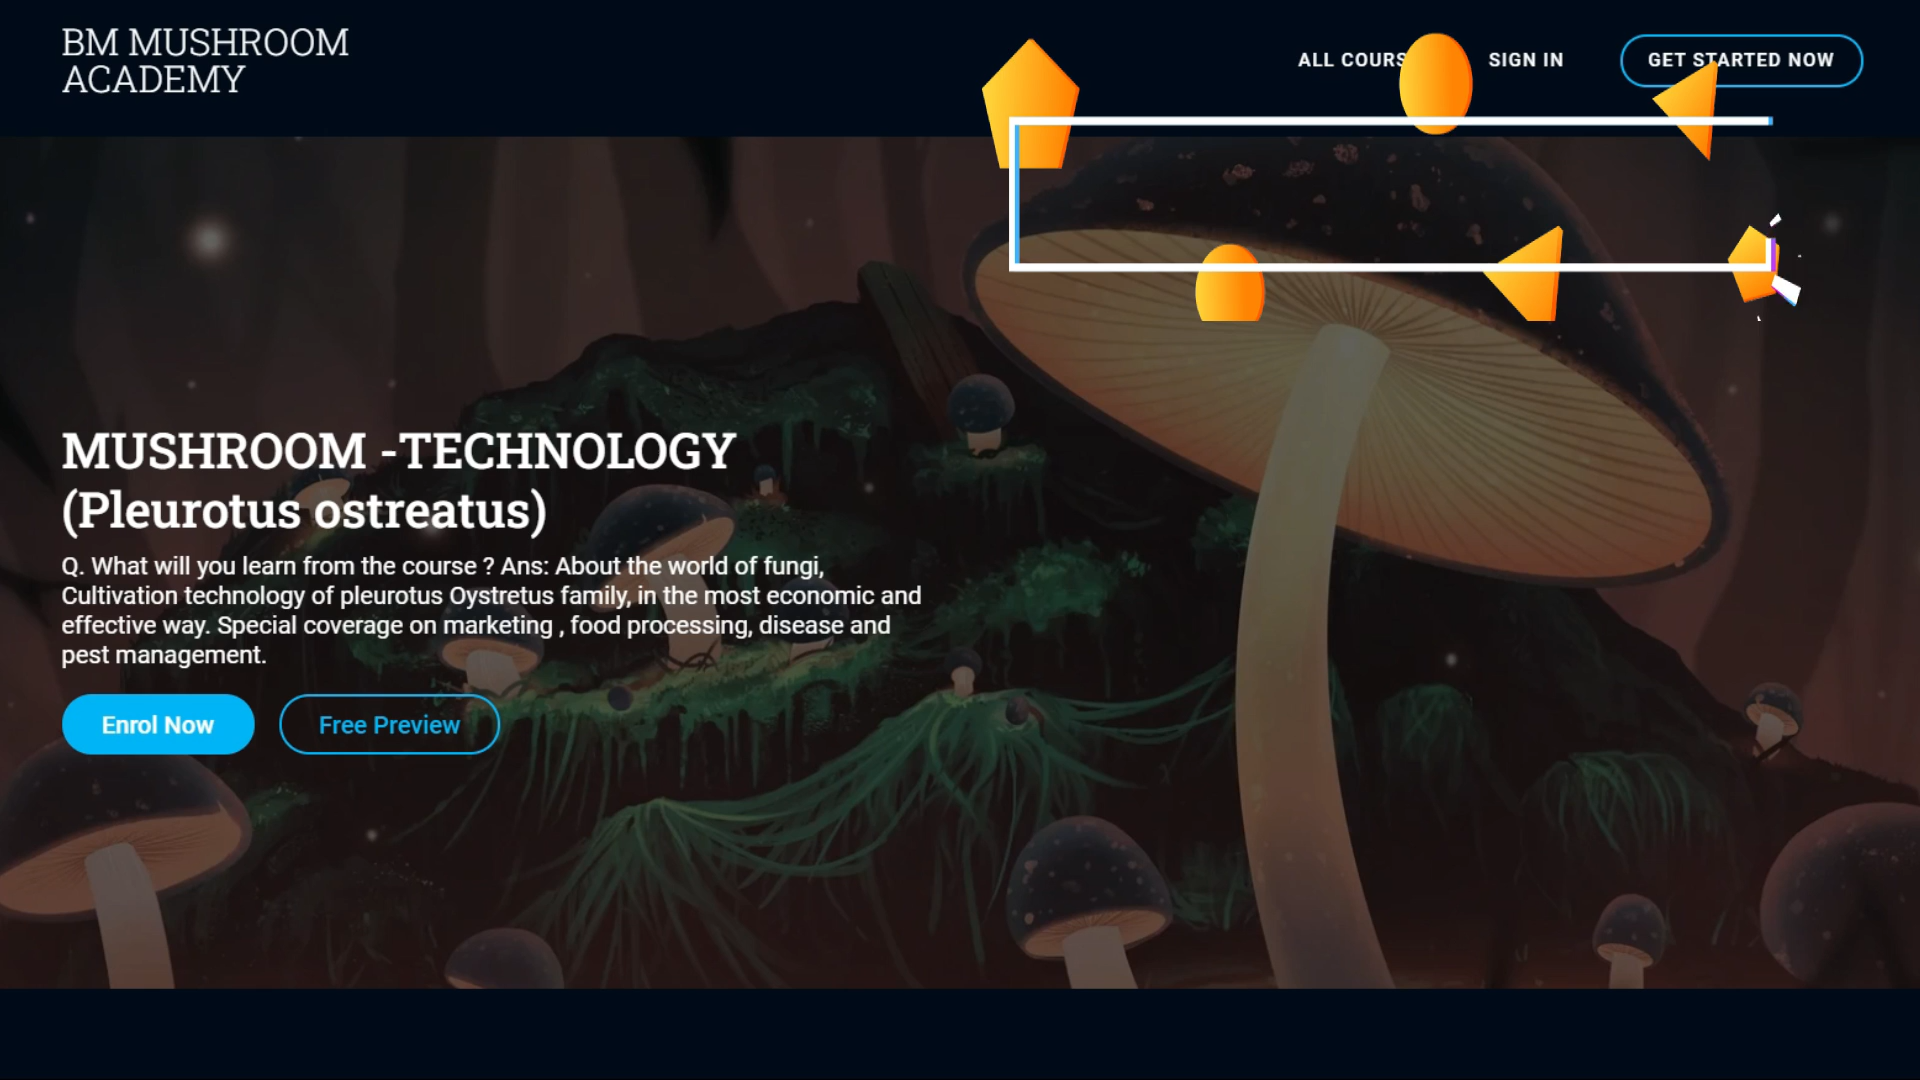 BM MUSHROOM
ACADEMY
ALL COURS
SIGN IN
GET STARTED NOW
MUSHROOM -TECHNOLOGY
(Pleurotus ostreatus)
Q. What will you learn from the course ? Ans: About the world of fungi,
Cultivation technology of pleurotus Oystretus family, in the most economic and
effective way. Special coverage on marketing , food processing, disease and
pest management.
Enrol Now
Free Preview